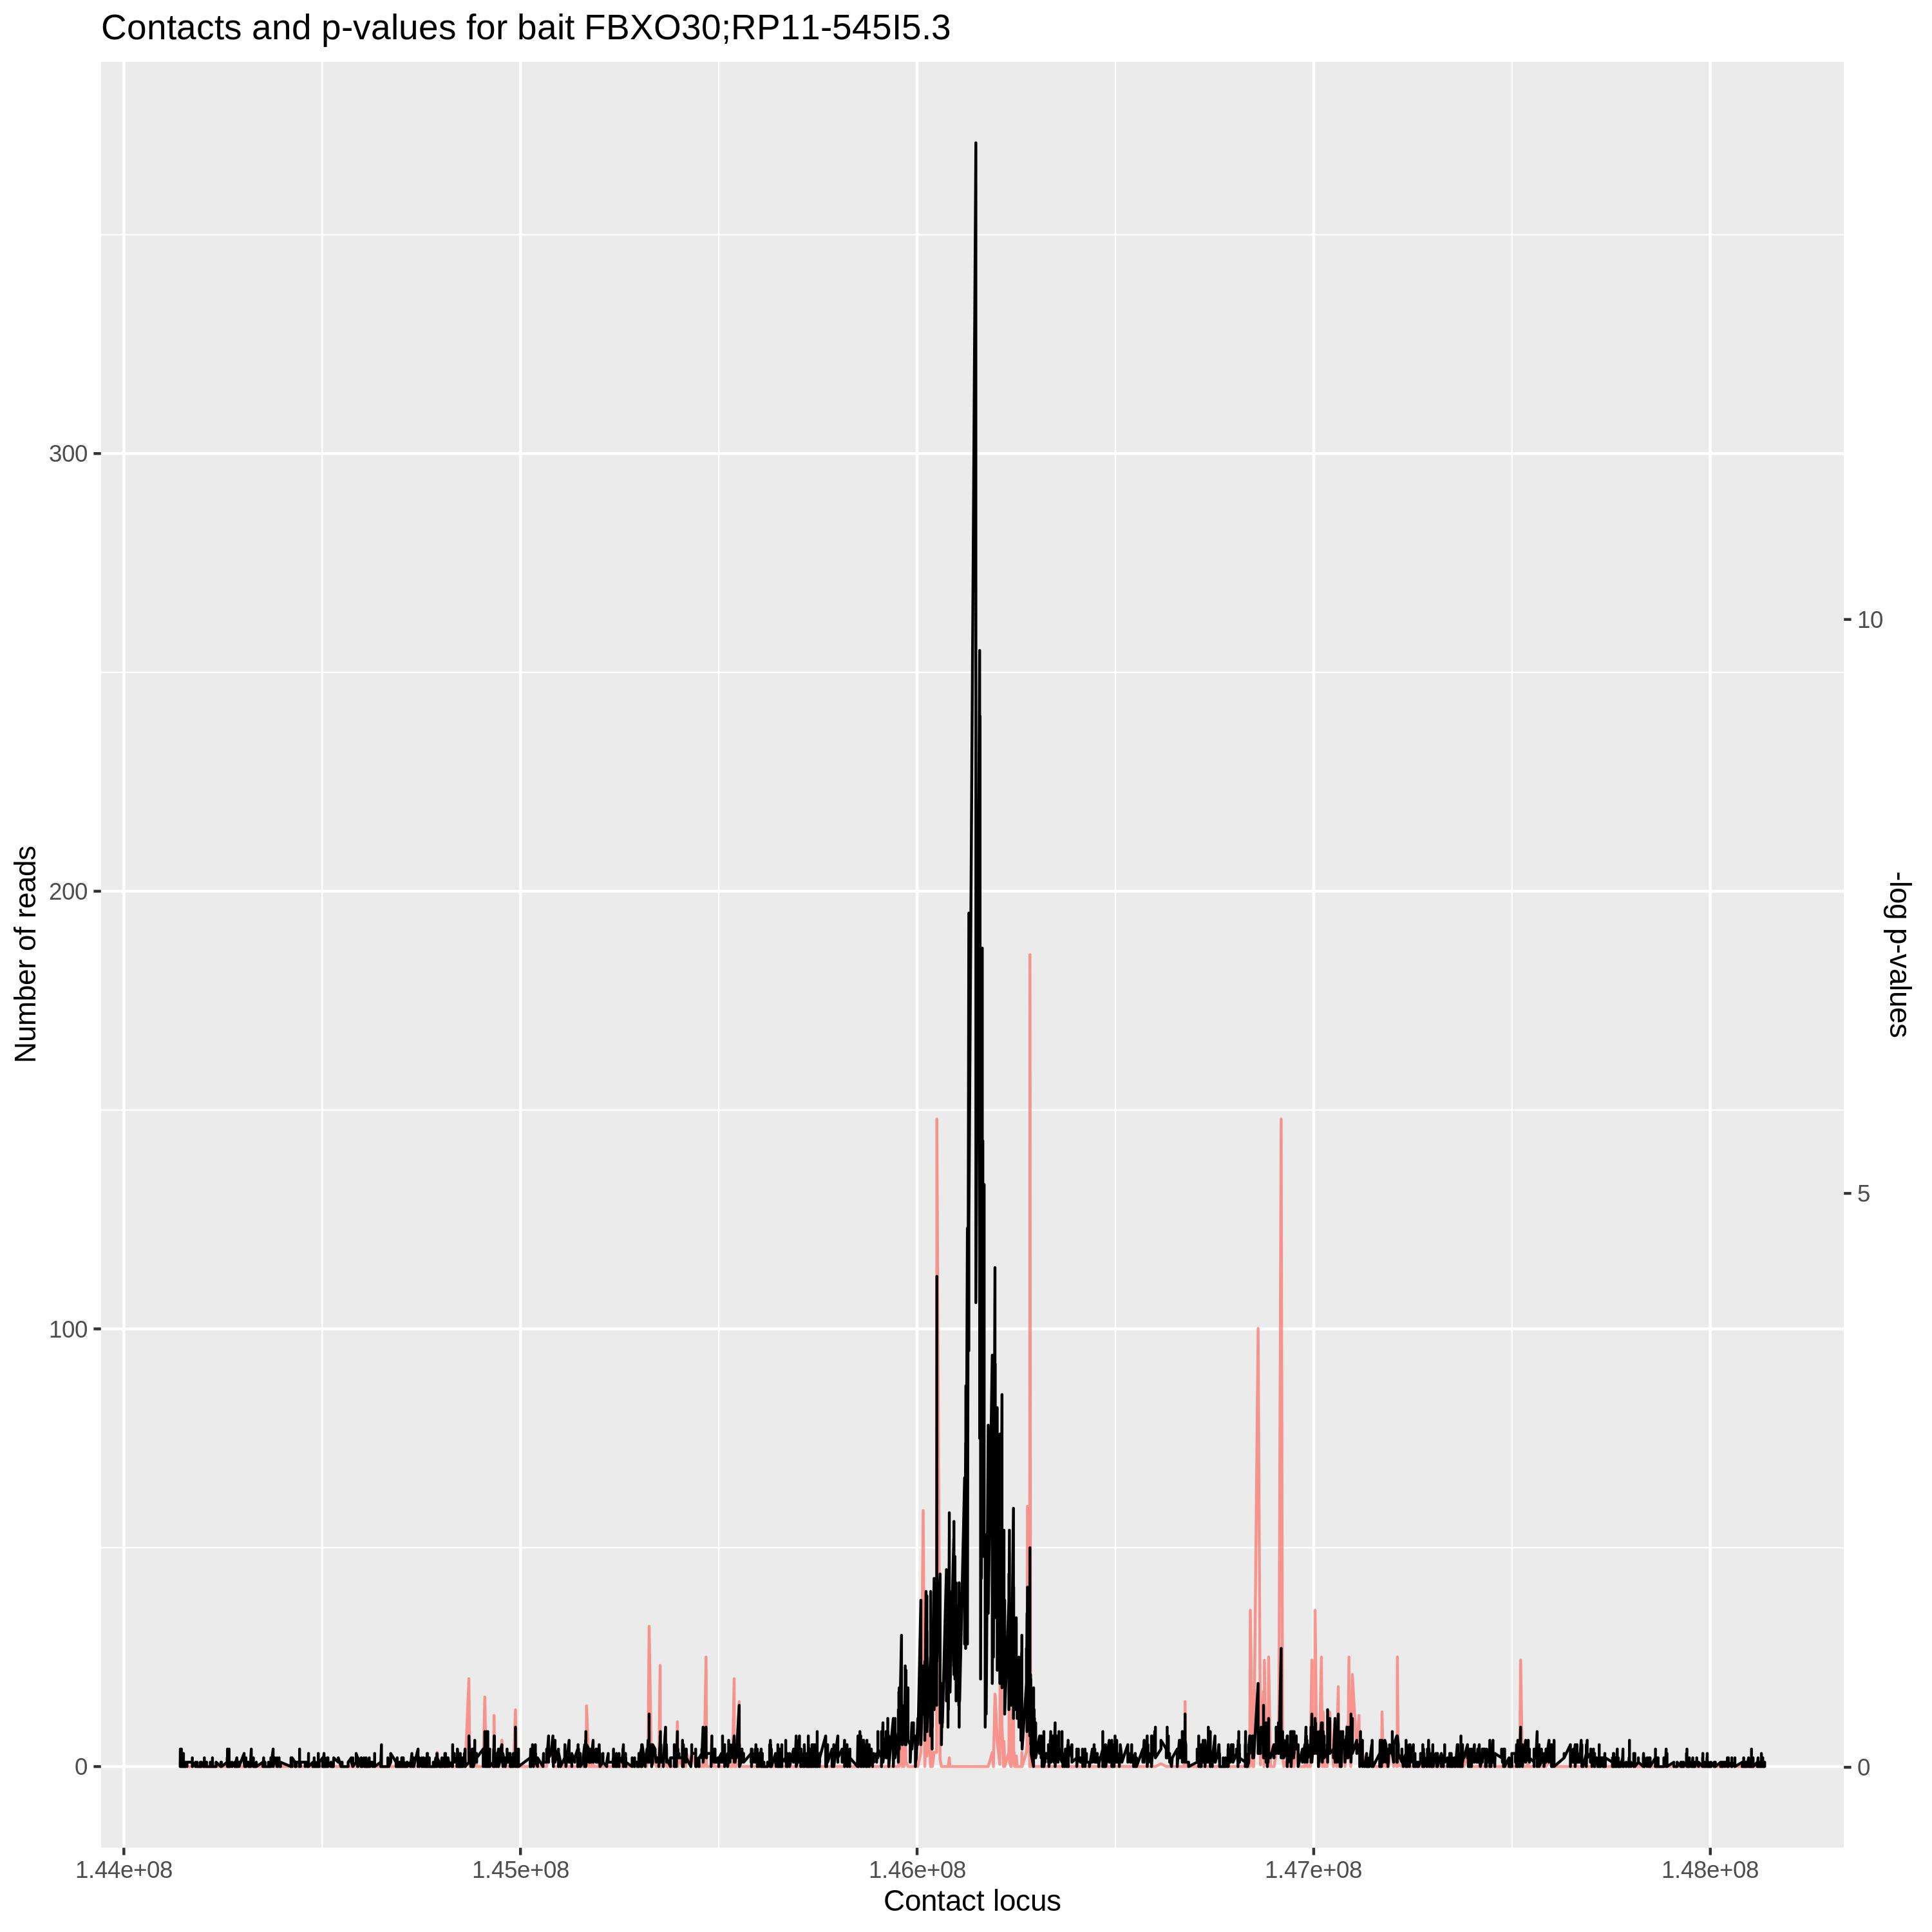 Contacts and p-values for bait FBXO30;RP11-545I5.3
Number of reads
300
200
100
0
10
5
0
-log p-values
1.44e+08 1.45e+08 1.46e+08 1.47e+08 1.48e+08
Contact locus